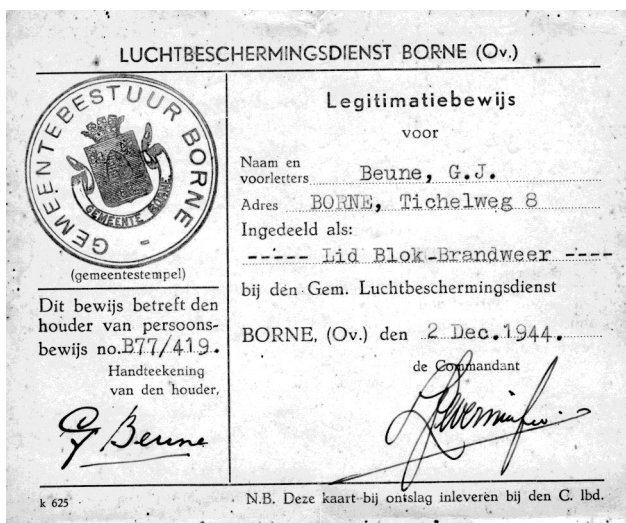 LUCHTBESCHERMINGSDIENST BORNE (Ov.)
GEMEENTEBESTUUR BORNE
GEMEENTE BORNE
(gemeentestempel)
Dit bewijs betreft den
houder van persoons-
bewijs no. B77/419.
Handteekening
van den houder,
GJ Beune
k 625
Legitimatiebewijs
voor
Naam en
voorletters Beune, G.J.
Adres BORNE, Tichelweg 8
Ingedeeld als:
----- Lid Blok-Brandweer ----
bij den Gem. Luchtbeschermingsdienst
BORNE, (Ov.) den 2 Dec.1944.
de Commandant
N.B. Deze kaart bij ontslag inleveren bij den C. lbd.